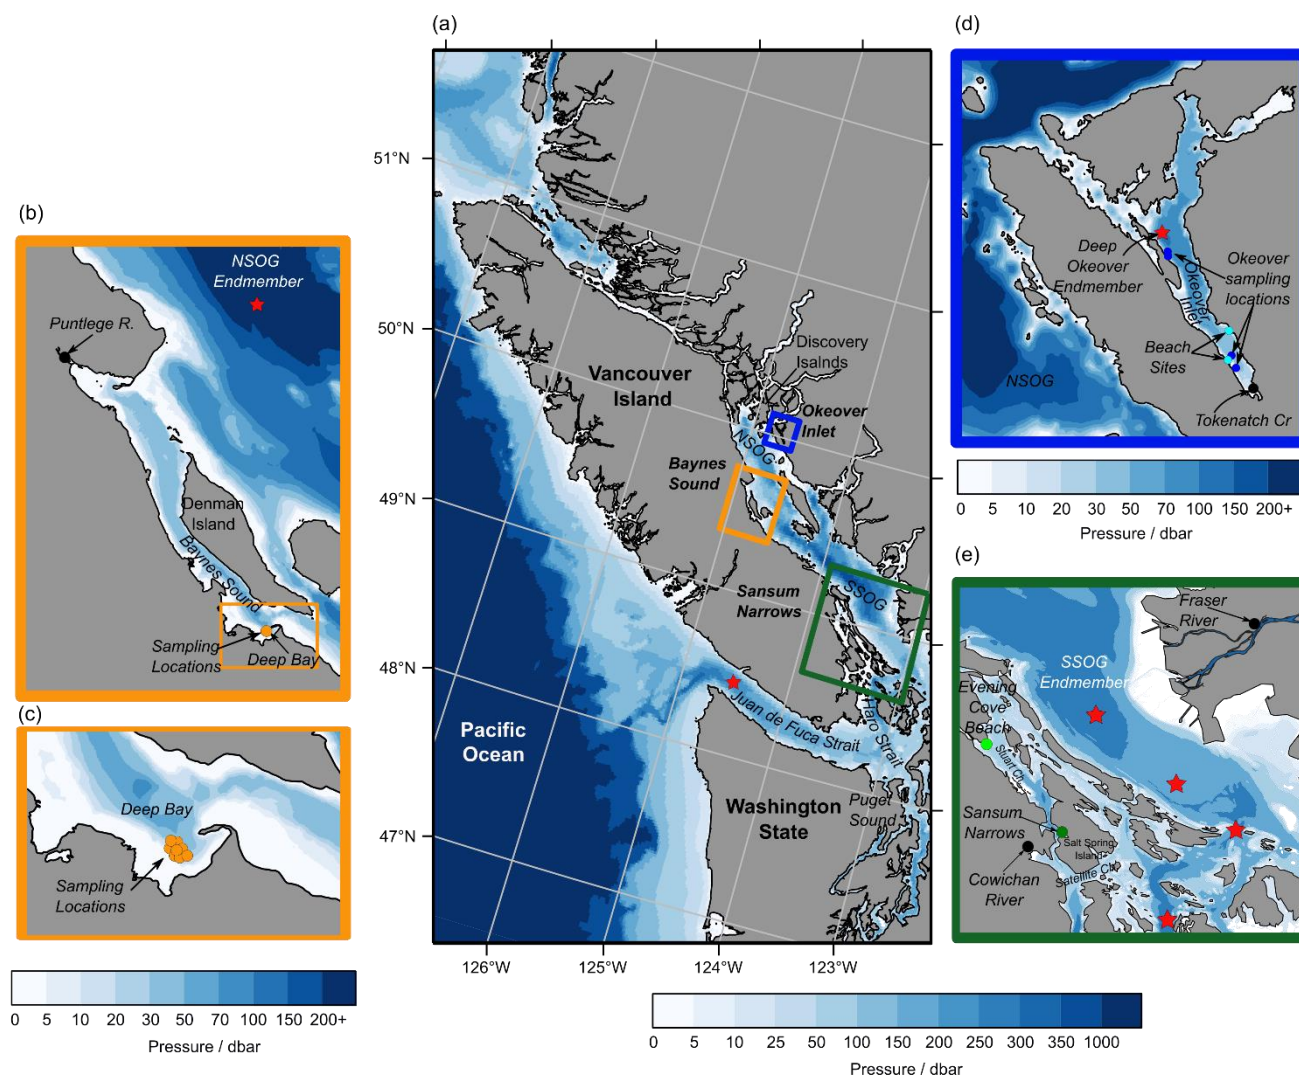 (a)
51°N
50°N
49°N
48°N
47°N
126°W
125°W
124°W
123°W
Vancouver
Island
Discovery
Isalnds
Okeover
Inlet
NSOG
Baynes
Sound
Sansum
Narrows
SSOG
Juan de Fuca Strait
Haro Strait
Pacific
Ocean
Washington
State
Puget
Sound
0 5 25 50 100 150 200 250 300 350 1000
Pressure / dbar
(b)
NSOG
Endmember
Puntlege R.
Denman
Island
Baynes Sound
Sampling
Locations
Deep Bay
(c)
Deep Bay
Sampling
Locations
0 5 10 20 30 50 70 100 150 200+
Pressure / dbar
(d)
Deep
Okeover
Endmember
Okeover
sampling
locations
Okeover
Inlet
Beach
Sites
NSOG
Tokenatch Cr
0 5 10 20 30 50 70 100 150 200+
Pressure / dbar
(e)
Fraser
River
SSOG
Endmember
Evening
Cove
Beach
Stuart Ch.
Sansum
Narrows
Salt Spring
Island
Satellite Ch.
Cowichan
River